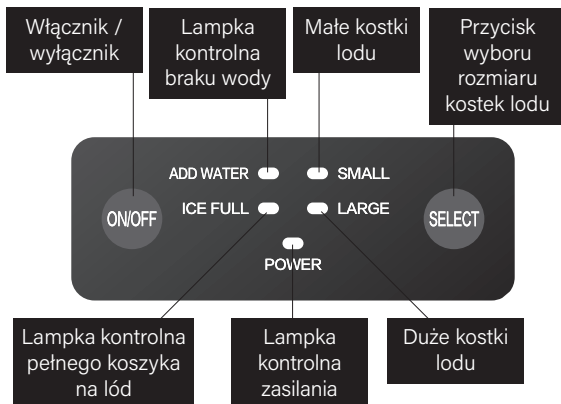 Włącznik /
wyłącznik
Lampka
kontrolna
braku wody
Małe kostki
lodu
Przycisk
wyboru
rozmiaru
kostek lodu
ADD WATER
SMALL
ON/OFF
ICE FULL
LARGE
SELECT
POWER
Lampka kontrolna
pełnego koszyka
na lód
Lampka
kontrolna
zasilania
Duże kostki
lodu